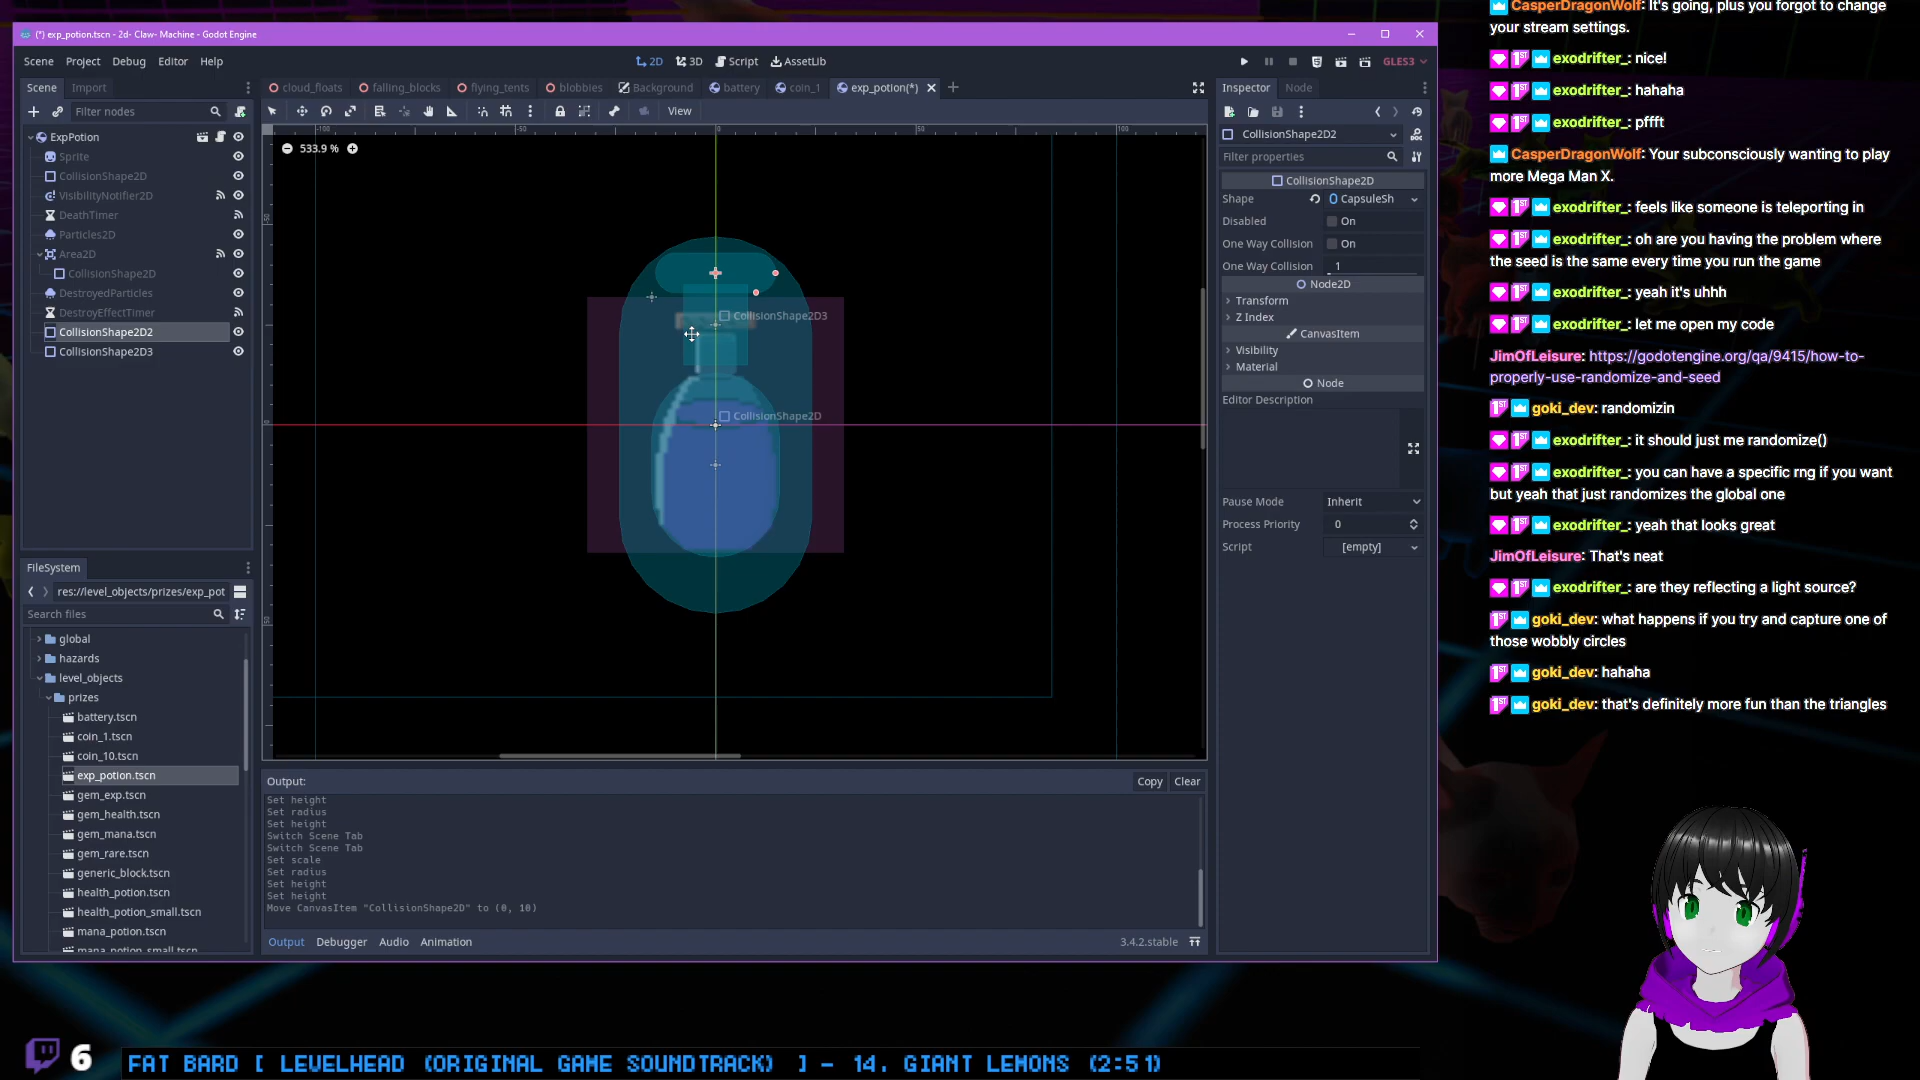 (*) exp_potion.tscn - 2d- Claw- Machine - Godot Engine
Scene Project Debug Editor Help
2D 3D Script AssetLib
GLES3
Scene Import
cloud_floats falling_blocks flying_tents blobbies Background battery coin_1 exp_potion(*)
Inspector Node
Filter nodes
View
ExpPotion
Sprite
CollisionShape2D
VisibilityNotifier2D
DeathTimer
Particles2D
Area2D
CollisionShape2D
DestroyedParticles
DestroyEffectTimer
CollisionShape2D2
CollisionShape2D3
533.9 %
CollisionShape2D3
CollisionShape2D
CollisionShape2D2
Filter properties
CollisionShape2D
Shape CapsuleSh
Disabled On
One Way Collision On
One Way Collision 1
Node2D
Transform
Z Index
CanvasItem
Visibility
Material
Node
Editor Description
Pause Mode Inherit
Process Priority 0
Script [empty]
FileSystem
res://level_objects/prizes/exp_pot
Search files
global
hazards
level_objects
prizes
battery.tscn
coin_1.tscn
coin_10.tscn
exp_potion.tscn
gem_exp.tscn
gem_health.tscn
gem_mana.tscn
gem_rare.tscn
generic_block.tscn
health_potion.tscn
health_potion_small.tscn
mana_potion.tscn
mana_potion_small.tscn
Output:
Copy Clear
Set height
Set radius
Set height
Switch Scene Tab
Switch Scene Tab
Set scale
Set radius
Set height
Set height
Move CanvasItem "CollisionShape2D" to (0, 10)
Output Debugger Audio Animation
3.4.2.stable
CasperDragonWolf: It's going, plus you forgot to change
your stream settings.
exodrifter_: nice!
exodrifter_: hahaha
exodrifter_: pffft
CasperDragonWolf: Your subconsciously wanting to play
more Mega Man X.
exodrifter_: feels like someone is teleporting in
exodrifter_: oh are you having the problem where
the seed is the same every time you run the game
exodrifter_: yeah it's uhhh
exodrifter_: let me open my code
JimOfLeisure: https://godotengine.org/qa/9415/how-to-
properly-use-randomize-and-seed
goki_dev: randomizin
exodrifter_: it should just me randomize()
exodrifter_: you can have a specific rng if you want
but yeah that just randomizes the global one
exodrifter_: yeah that looks great
JimOfLeisure: That's neat
exodrifter_: are they reflecting a light source?
goki_dev: what happens if you try and capture one of
those wobbly circles
goki_dev: hahaha
goki_dev: that's definitely more fun than the triangles
6
FAT BARD [ LEVELHEAD (ORIGINAL GAME SOUNDTRACK) ] - 14. GIANT LEMONS (2:51)